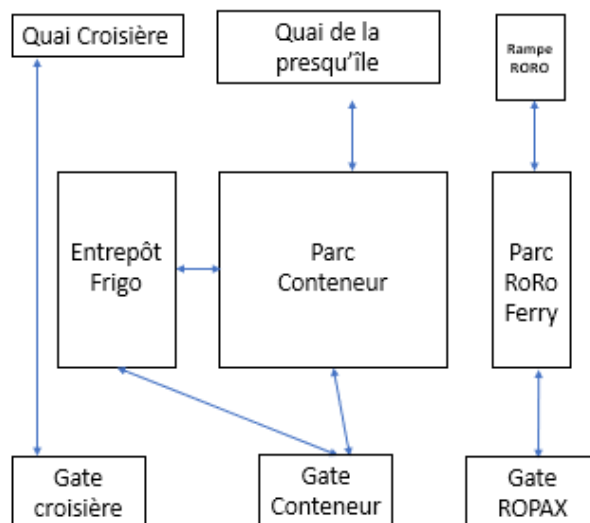 Quai Croisière
Quai de la
presqu'île
Rampe
RORO
Entrepôt
Frigo
Parc
Conteneur
Parc
RoRo
Ferry
Gate
croisière
Gate
Conteneur
Gate
ROPAX